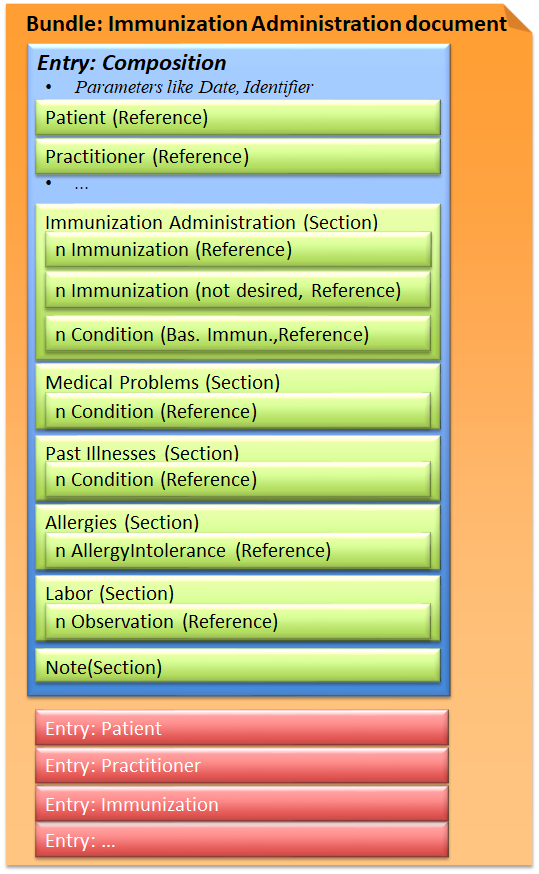 Bundle: Immunization Administration document
Entry: Composition
• Parameters like Date, Identifier
Patient (Reference)
Practitioner (Reference)
• ...
Immunization Administration (Section)
n Immunization (Reference)
n Immunization (not desired, Reference)
n Condition (Bas. Immun.,Reference)
Medical Problems (Section)
n Condition (Reference)
Past Illnesses (Section)
n Condition (Reference)
Allergies (Section)
n AllergyIntolerance (Reference)
Labor (Section)
n Observation (Reference)
Note(Section)
Entry: Patient
Entry: Practitioner
Entry: Immunization
Entry: ...